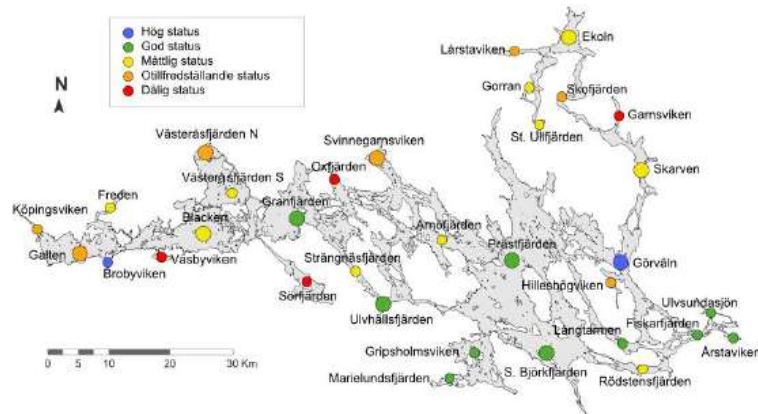 Hög status
God status
Måttlig status
Otillfredställande status
Dålig status
N
Ekoln
Lårstaviken
Gorran
Skofjärden
Garnsviken
St. Ullfjärden
Västeråsfjärden N
Svinnegarnsviken
Oxfjärden
Skarven
Freden
Västeråsfjärden S
Granfjärden
Köpingsviken
Blacken
Arnöfjärden
Prästfjärden
Görväln
Galten
Brobyviken
Väsbyviken
Strängnäsfjärden
Hilleshögviken
Sörfjärden
Ulvhällsfjärden
Ulvsundasjön
Långtarmen
Fiskarfjärden
Årstaviken
Gripsholmsviken
S. Björkfjärden
Marielundsfjärden
Rödstensfjärden
0 5 10 20 30 Km